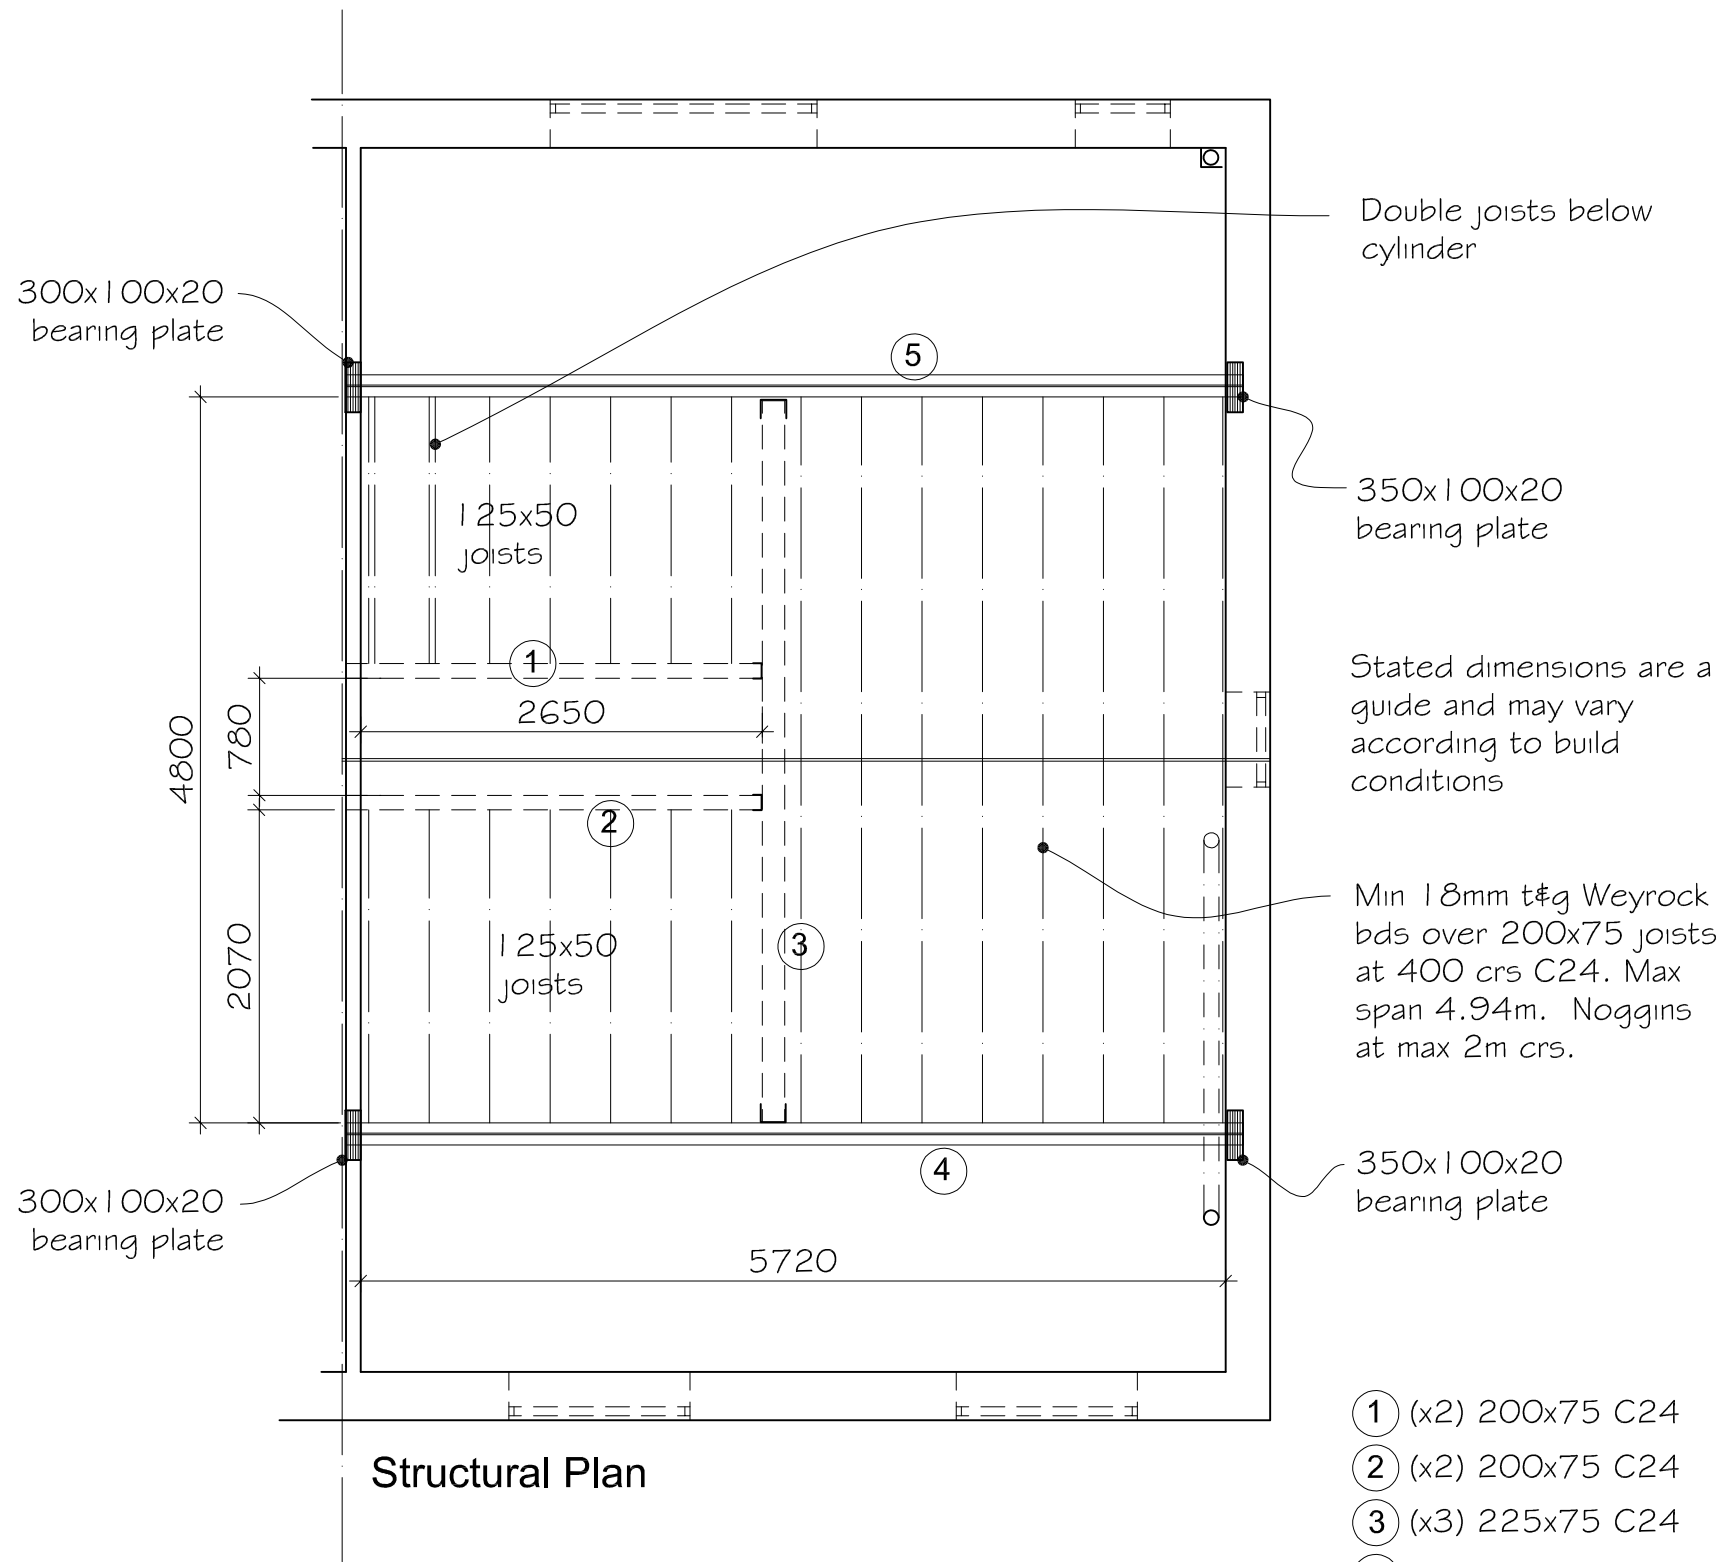 Double joists below
cylinder
300x100x20
bearing plate
5
350x100x20
bearing plate
125x50
joists
1
2650
Stated dimensions are a
guide and may vary
according to build
conditions
4800
780
2
Min 18mm t&g Weyrock
bds over 200x75 joists
at 400 crs C24. Max
span 4.94m. Noggins
at max 2m crs.
2070
125x50
joists
3
4
300x100x20
bearing plate
350x100x20
bearing plate
5720
Structural Plan
1 (x2) 200x75 C24
2 (x2) 200x75 C24
3 (x3) 225x75 C24